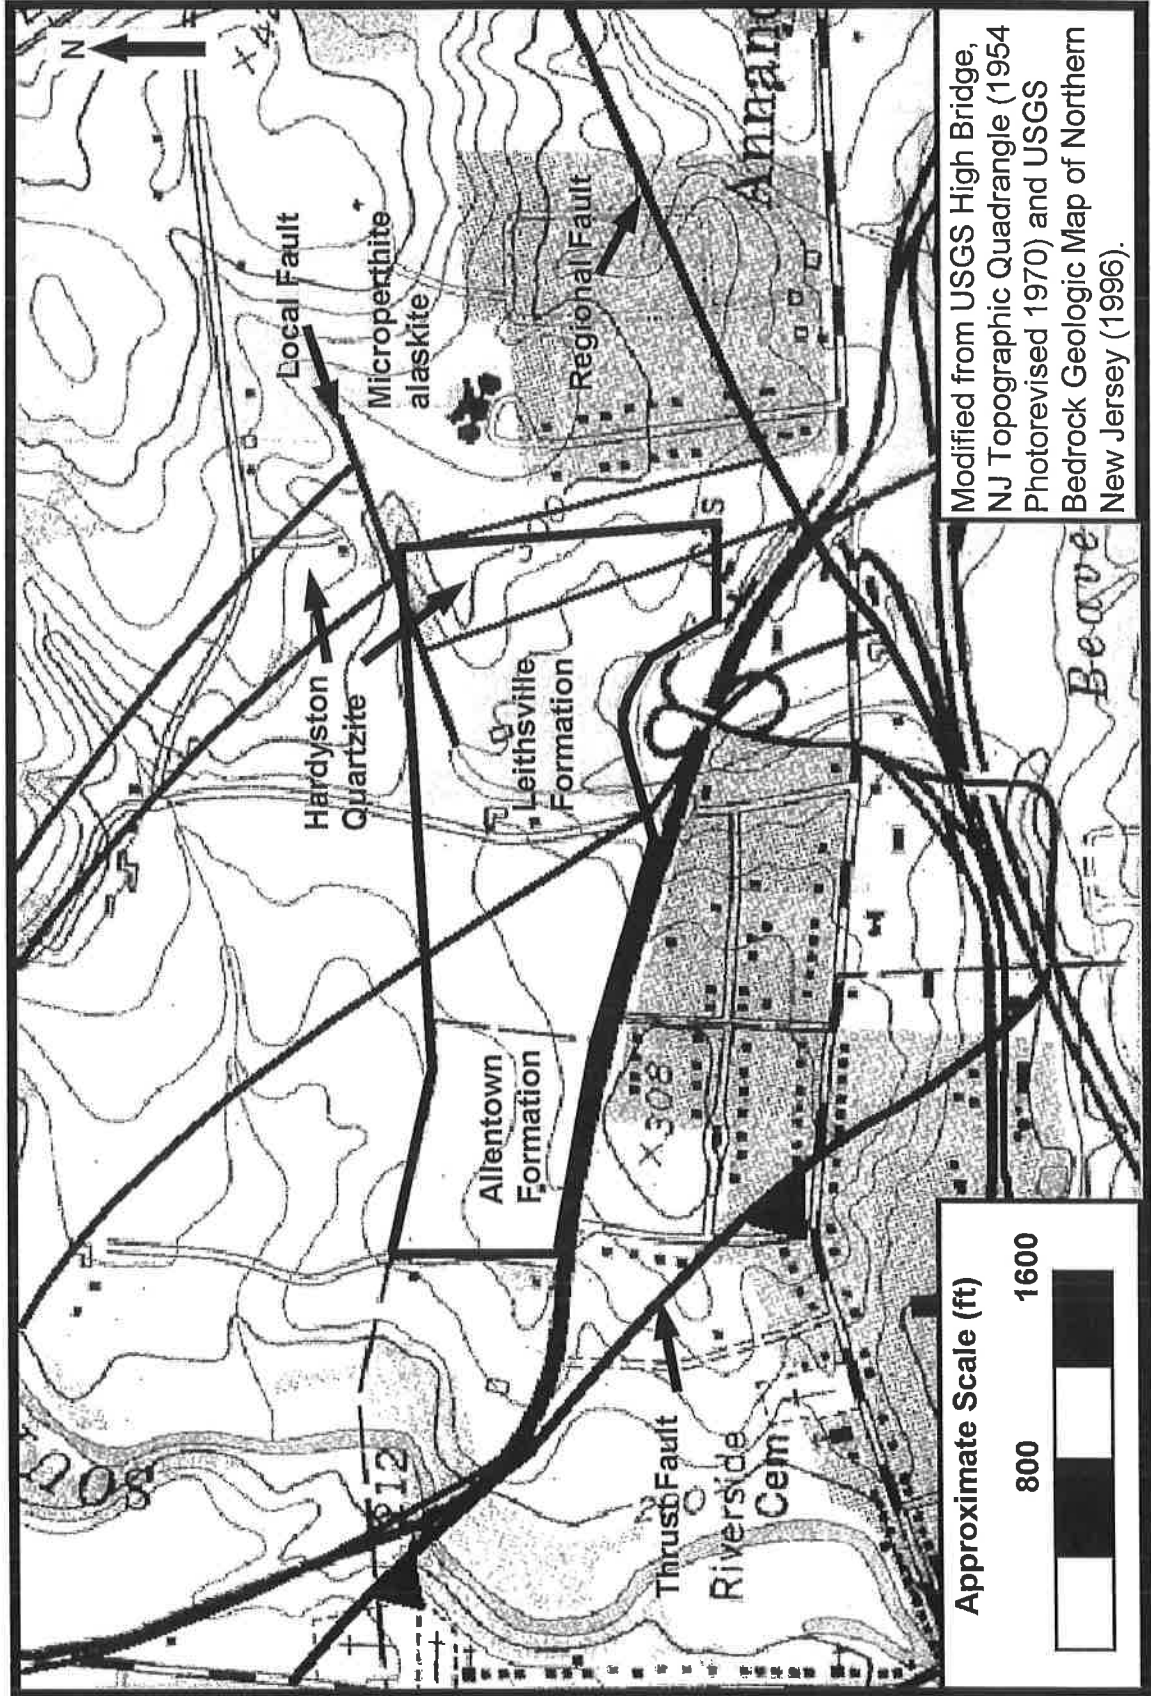 N
Local Fault
Microperthite
alaskite
Regional Fault
Annand
Hardyston
Quartzite
Leithsville
Formation
Allentown
Formation
x 308
212
Thrust Fault
Riverside
Cem
Beave
Modified from USGS High Bridge,
NJ Topographic Quadrangle (1954
Photorevised 1970) and USGS
Bedrock Geologic Map of Northern
New Jersey (1996).
Approximate Scale (ft)
800 1600